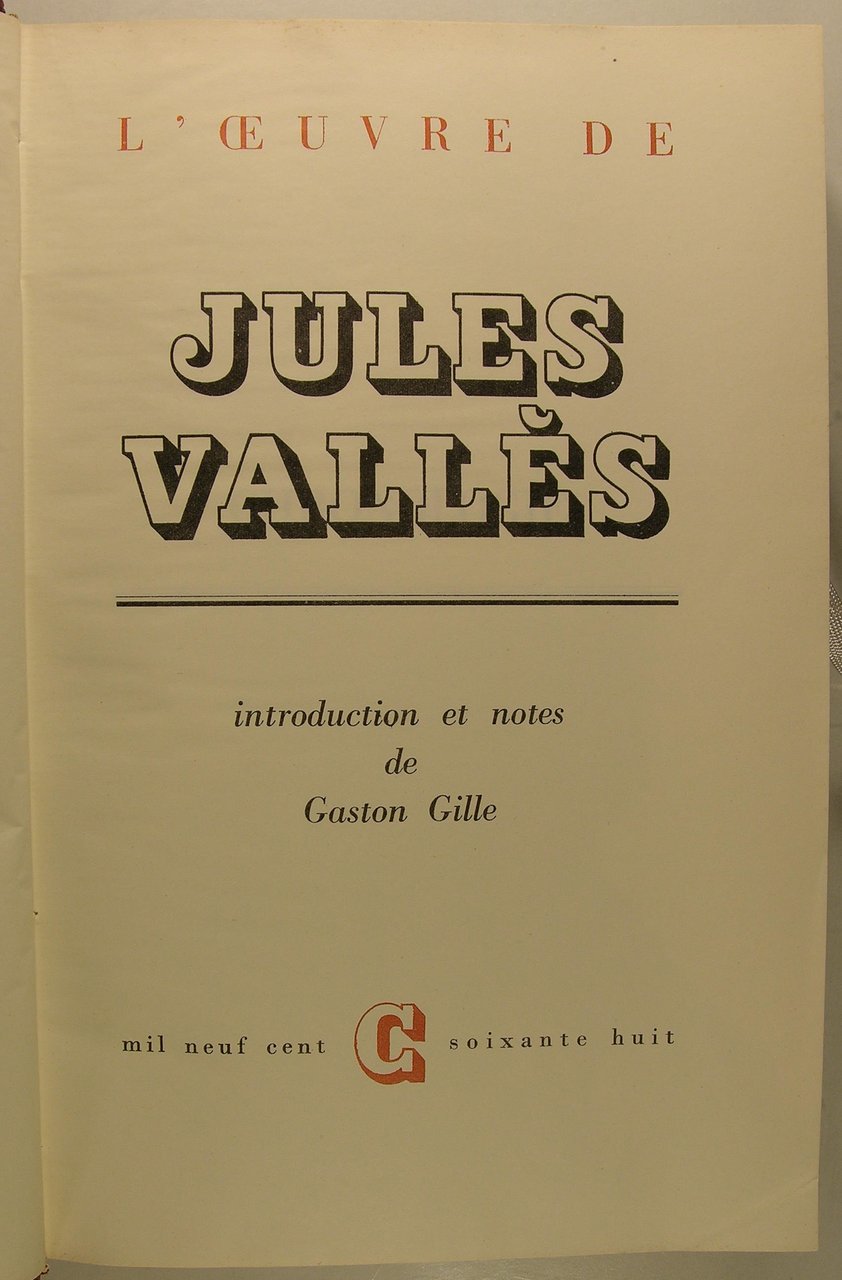 L'ŒUVRE DE
JULES
VALLÈS
introduction et notes
de
Gaston Gille
mil neuf cent C soixante huit